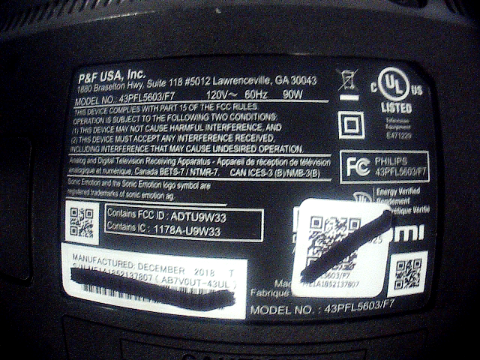 P&F USA, Inc.
1880 Braselton Hwy, Suite 118 #5012 Lawrenceville, GA 30043
MODEL NO.: 43PFL5603/F7 120V~ 60Hz 90W
THIS DEVICE COMPLIES WITH PART 15 OF THE FCC RULES.
OPERATION IS SUBJECT TO THE FOLLOWING TWO CONDITIONS:
(1) THIS DEVICE MAY NOT CAUSE HARMFUL INTERFERENCE, AND
(2) THIS DEVICE MUST ACCEPT ANY INTERFERENCE RECEIVED,
INCLUDING INTERFERENCE THAT MAY CAUSE UNDESIRED OPERATION.
Analog and Digital Television Receiving Apparatus - Appareil de réception de télévision
analogique et numérique, Canada BETS-7 / NTMR-7. CAN ICES-3 (B)/NMB-3(B)
Sonic Emotion and the Sonic Emotion logo symbol are
registered trademarks of sonic emotion ag.
Contains FCC ID : ADTU9W33
Contains IC : 1178A-U9W33
MANUFACTURED: DECEMBER 2018 T
(AB7VGUT-43UL)
c UL US
LISTED
Television
Equipment
E471229
FC PHILIPS
43PFL5603/F7
Energy Verified
MODEL NO.: 43PFL5603/F7